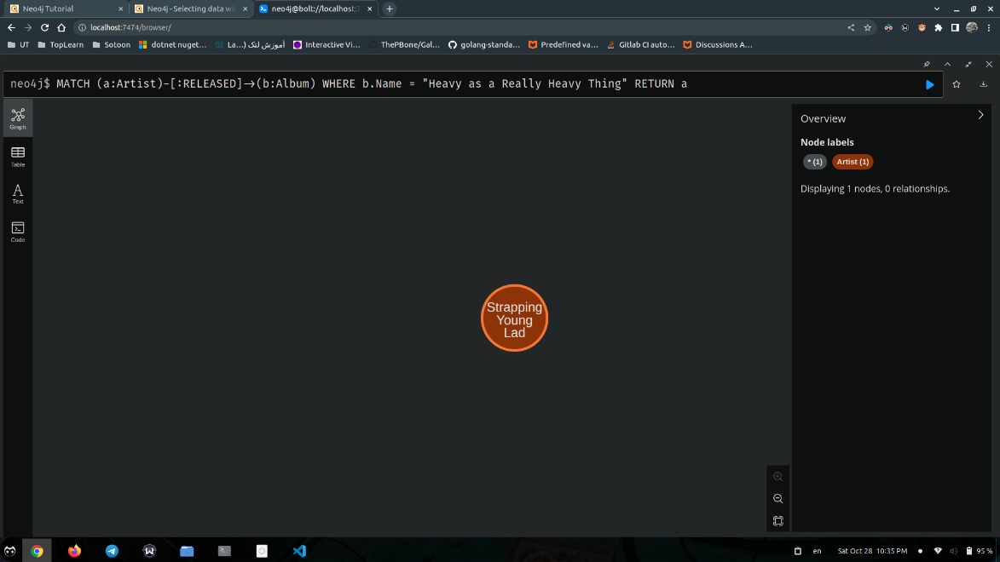 Neo4j Tutorial
Neo4j - Selecting data wi
neo4j@bolt://localhost:7
localhost:7474/browser/
UT
TopLearn
Sotoon
dotnet nuget…
آموزش لتک (La…
Interactive Vi…
ThePBone/Gal…
golang-standa…
Predefined va…
Gitlab CI auto…
Discussions A…
neo4j$ MATCH (a:Artist)-[:RELEASED]->(b:Album) WHERE b.Name = "Heavy as a Really Heavy Thing" RETURN a
Graph
Table
Text
Code
Strapping
Young
Lad
Overview
Node labels
* (1)
Artist (1)
Displaying 1 nodes, 0 relationships.
en
Sat Oct 28 10:35 PM
95 %